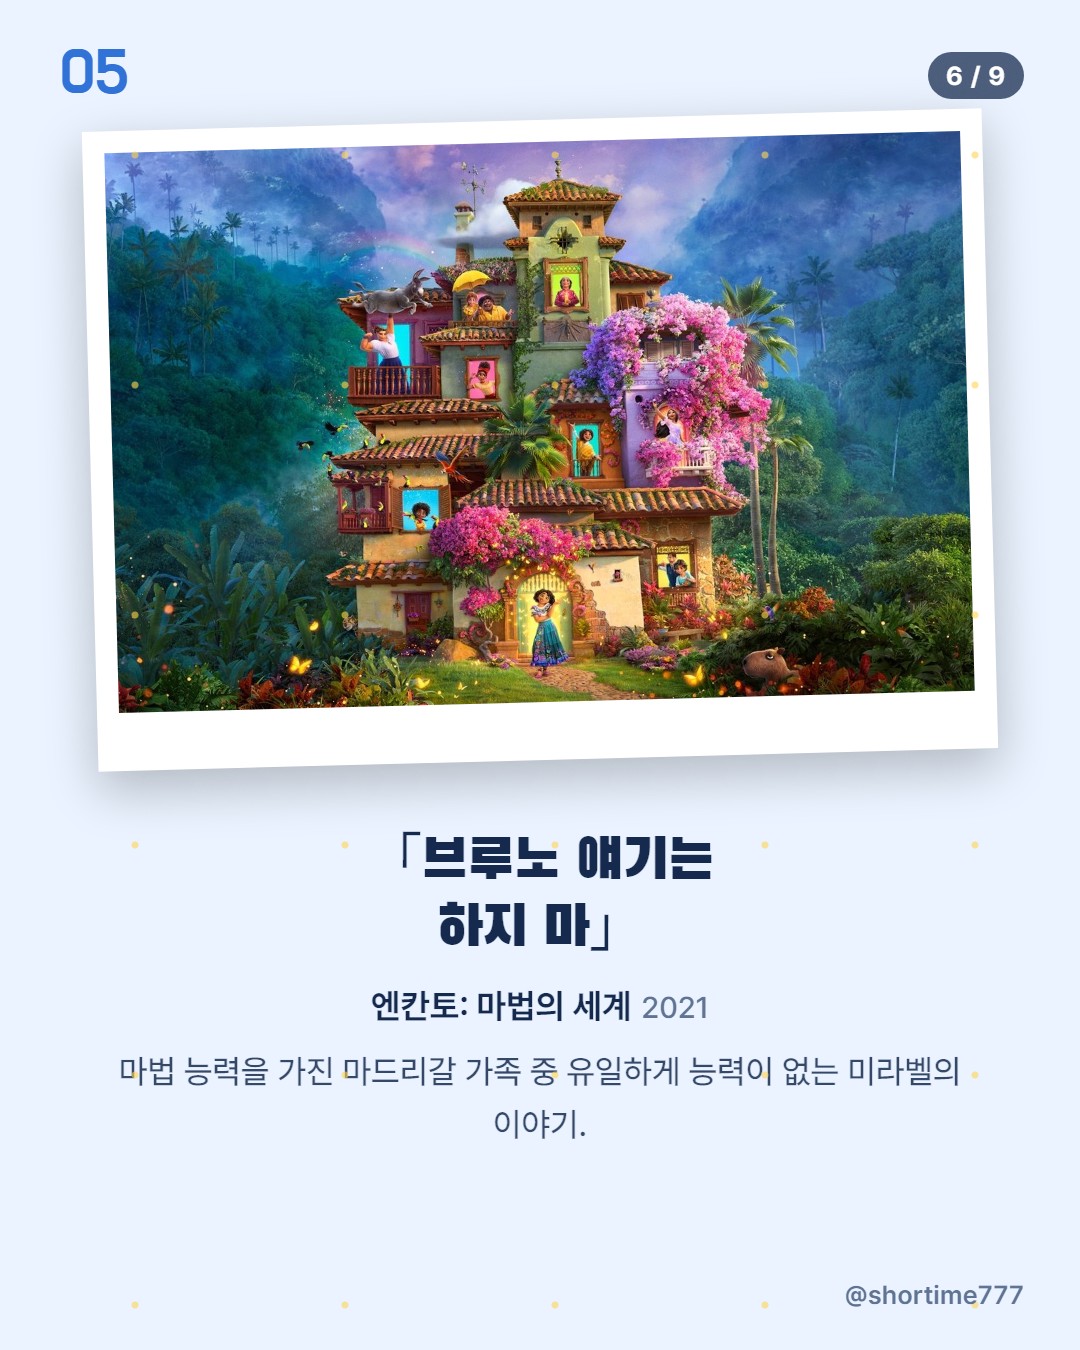 05
6 / 9
「브루노 얘기는
하지 마」
엔칸토: 마법의 세계 2021
마법 능력을 가진 마드리갈 가족 중 유일하게 능력이 없는 미라벨의
이야기.
@shortime777